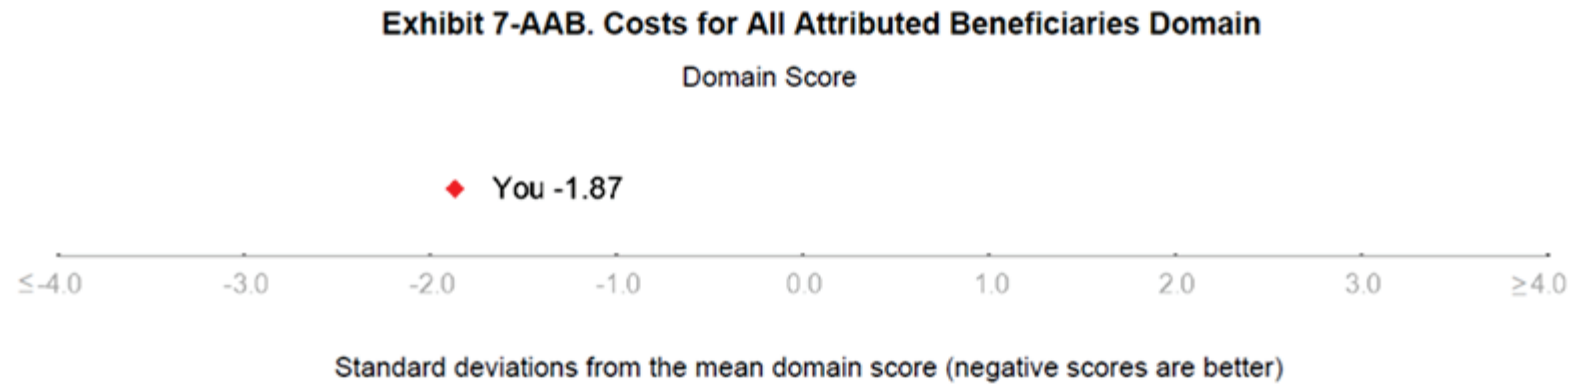 Exhibit 7-AAB. Costs for All Attributed Beneficiaries Domain
Domain Score
You -1.87
≤-4.0 -3.0 -2.0 -1.0 0.0 1.0 2.0 3.0 ≥4.0
Standard deviations from the mean domain score (negative scores are better)